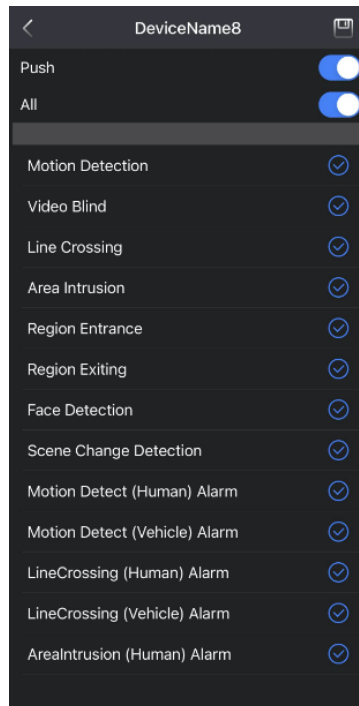 DeviceName8
Push
All
Motion Detection
Video Blind
Line Crossing
Area Intrusion
Region Entrance
Region Exiting
Face Detection
Scene Change Detection
Motion Detect (Human) Alarm
Motion Detect (Vehicle) Alarm
LineCrossing (Human) Alarm
LineCrossing (Vehicle) Alarm
AreaIntrusion (Human) Alarm